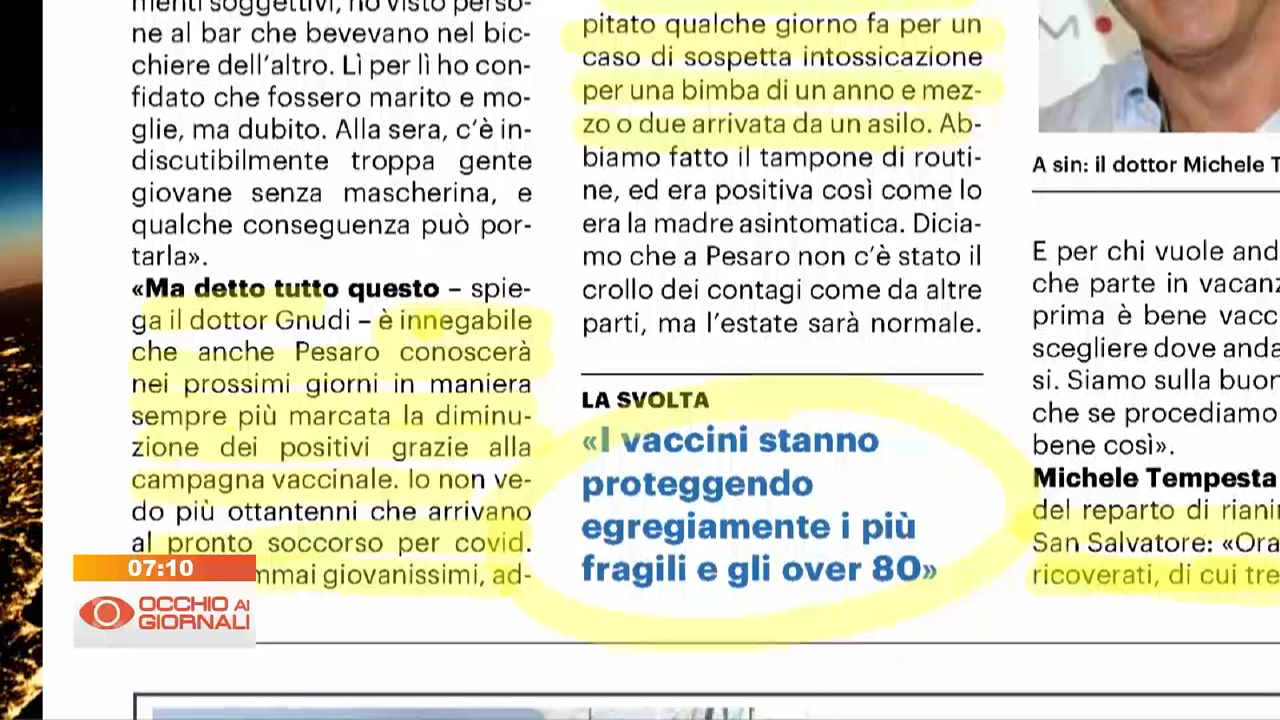 menti soggettivi, ho visto perso-
ne al bar che bevevano nel bic-
chiere dell'altro. Lì per lì ho con-
fidato che fossero marito e mo-
glie, ma dubito. Alla sera, c'è in-
discutibilmente troppa gente
giovane senza mascherina, e
qualche conseguenza può por-
tarla».
«Ma detto tutto questo – spie-
ga il dottor Gnudi – è innegabile
che anche Pesaro conoscerà
nei prossimi giorni in maniera
sempre più marcata la diminu-
zione dei positivi grazie alla
campagna vaccinale. Io non ve-
do più ottantenni che arrivano
al pronto soccorso per covid.
mmai giovanissimi, ad-
pitato qualche giorno fa per un
caso di sospetta intossicazione
per una bimba di un anno e mez-
zo o due arrivata da un asilo. Ab-
biamo fatto il tampone di routi-
ne, ed era positiva così come lo
era la madre asintomatica. Dicia-
mo che a Pesaro non c'è stato il
crollo dei contagi come da altre
parti, ma l'estate sarà normale.
LA SVOLTA
«I vaccini stanno
proteggendo
egregiamente i più
fragili e gli over 80»
M
A sin: il dottor Michele T
E per chi vuole and
che parte in vacanz
prima è bene vacc
scegliere dove anda
si. Siamo sulla buon
che se procediamo
bene così».
Michele Tempesta
del reparto di riani
San Salvatore: «Ora
ricoverati, di cui tre
07:10
OCCHIO AI
GIORNALI